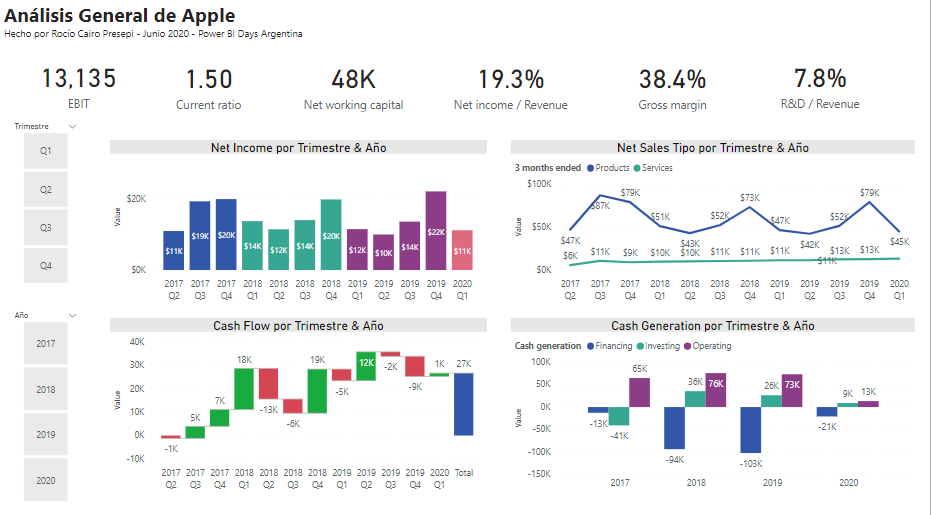 Análisis General de Apple
Hecho por Rocío Cairo Presepi - Junio 2020 - Power BI Days Argentina
13,135 1.50 48K 19.3% 38.4% 7.8%
EBIT Current ratio Net working capital Net income / Revenue Gross margin R&D / Revenue
Trimestre
Q1
Q2
Q3
Q4
Año
2017
2018
2019
2020
Net Income por Trimestre & Año
Value
$20K
$0K
$11K $19K $20K $14K $12K $14K $20K $12K $10K $14K $22K $11K
2017 2017 2017 2018 2018 2018 2018 2019 2019 2019 2019 2020
Q2 Q3 Q4 Q1 Q2 Q3 Q4 Q1 Q2 Q3 Q4 Q1
Net Sales Tipo por Trimestre & Año
3 months ended Products Services
Value
$100K
$50K
$0K
$47K $87K $79K $51K $43K $52K $73K $47K $42K $52K $79K $45K
$6K $11K $9K $10K $10K $11K $11K $11K $11K $13K $13K
2017 2017 2017 2018 2018 2018 2018 2019 2019 2019 2019 2020
Q2 Q3 Q4 Q1 Q2 Q3 Q4 Q1 Q2 Q3 Q4 Q1
Cash Flow por Trimestre & Año
Value
40K
30K
20K
10K
0K
-10K
-1K 5K 7K 18K -13K -6K 19K -5K 12K -2K -9K 1K 27K
2017 2017 2017 2018 2018 2018 2018 2019 2019 2019 2019 2020 Total
Q2 Q3 Q4 Q1 Q2 Q3 Q4 Q1 Q2 Q3 Q4 Q1
Cash Generation por Trimestre & Año
Cash generation Financing Investing Operating
Value
100K
50K
0K
-50K
-100K
-150K
-13K -41K 65K
-94K 36K 76K
-103K 26K 73K
-21K 9K 13K
2017 2018 2019 2020